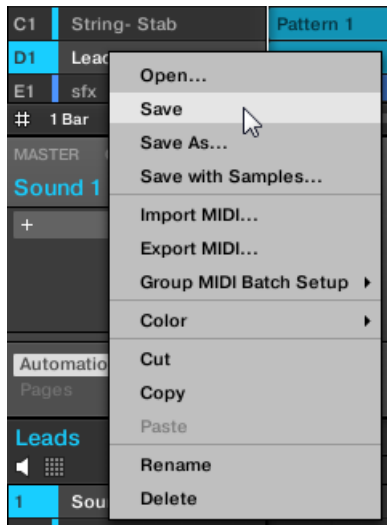 C1 String- Stab Pattern 1
D1 Lead
E1 sfx
1 Bar
MASTER
Sound 1
+
Open...
Save
Save As...
Save with Samples...
Import MIDI...
Export MIDI...
Group MIDI Batch Setup
Color
Cut
Copy
Paste
Rename
Delete
Automatio
Pages
Leads
1 Sou